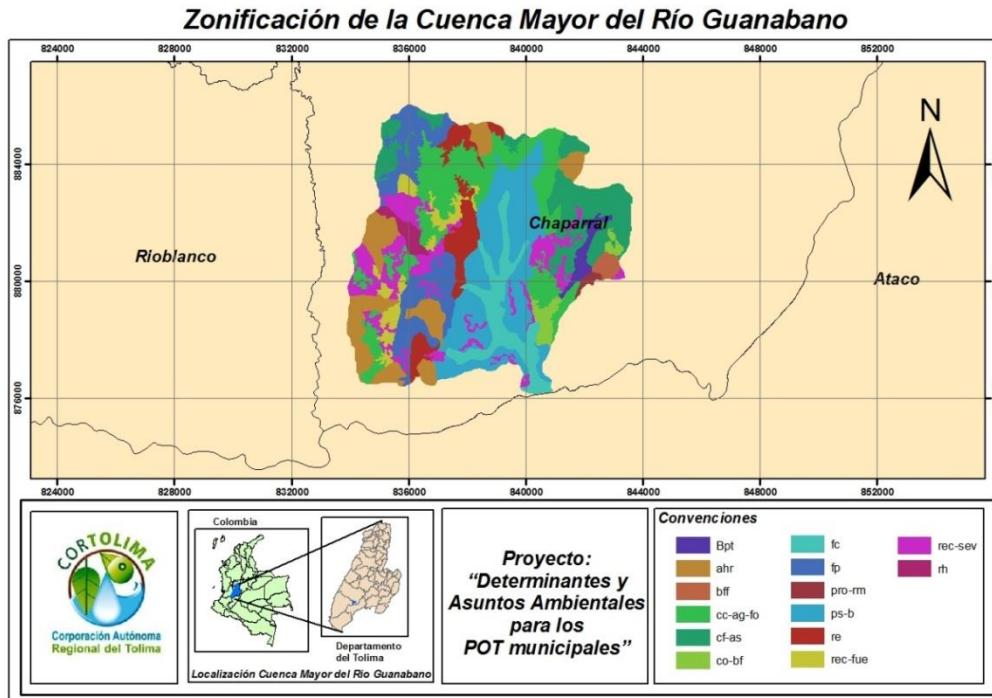 Zonificación de la Cuenca Mayor del Río Guanabano
824000 828000 832000 836000 840000 844000 848000 852000
884000 884000
Chaparral
Rioblanco
Ataco
880000 880000
876000 876000
N
824000 828000 832000 836000 840000 844000 848000 852000
CORTOLIMA
Corporación Autónoma
Regional del Tolima
Colombia
Departamento
del Tolima
Localización Cuenca Mayor del Río Guanabano
Proyecto:
“Determinantes y
Asuntos Ambientales
para los
POT municipales”
Convenciones
Bpt
ahr
bff
cc-ag-fo
cf-as
co-bf
fc
fp
pro-rm
ps-b
re
rec-fue
rec-sev
rh